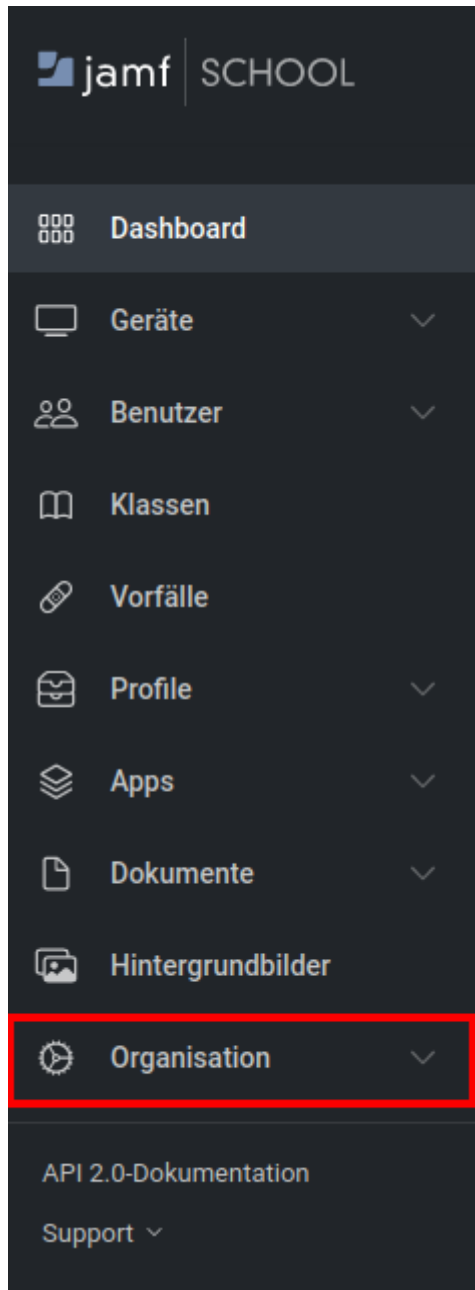 jamf SCHOOL
Dashboard
Geräte
Benutzer
Klassen
Vorfälle
Profile
Apps
Dokumente
Hintergrundbilder
Organisation
API 2.0-Dokumentation
Support